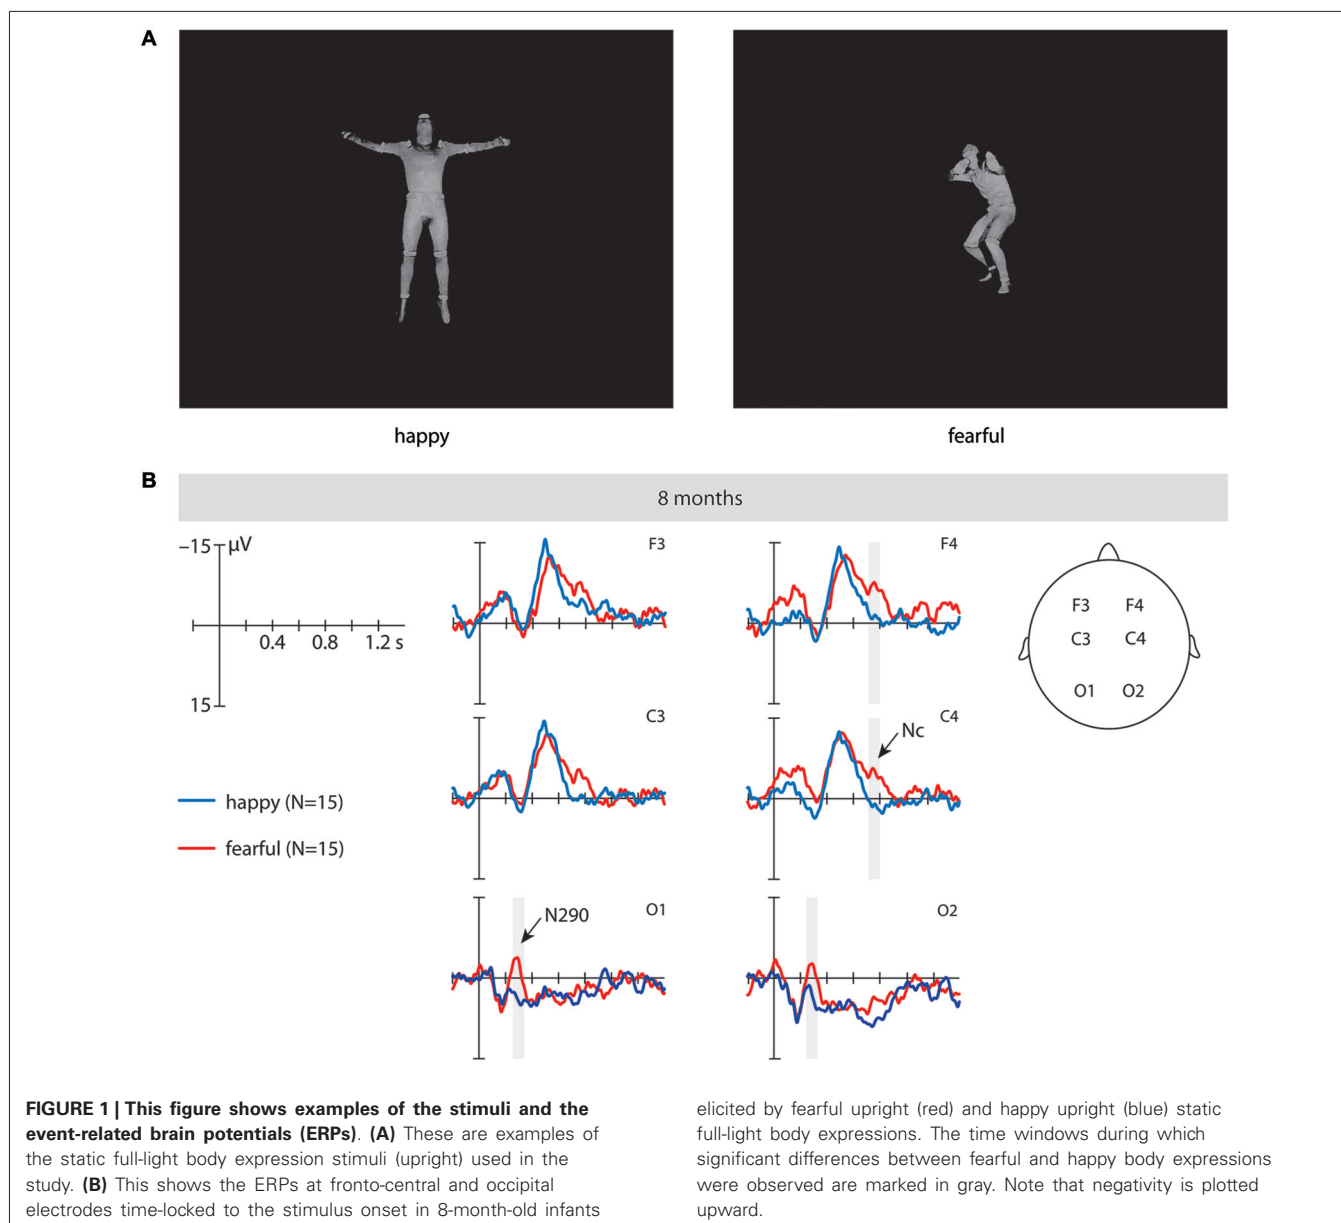 A
happy
fearful
B
8 months
−15 µV
0.4 0.8 1.2 s
15
F3
F4
C3
C4
Nc
O1
N290
O2
F3 F4
C3 C4
O1 O2
happy (N=15)
fearful (N=15)
FIGURE 1 | This figure shows examples of the stimuli and the
event-related brain potentials (ERPs). (A) These are examples of
the static full-light body expression stimuli (upright) used in the
study. (B) This shows the ERPs at fronto-central and occipital
electrodes time-locked to the stimulus onset in 8-month-old infants
elicited by fearful upright (red) and happy upright (blue) static
full-light body expressions. The time windows during which
significant differences between fearful and happy body expressions
were observed are marked in gray. Note that negativity is plotted
upward.